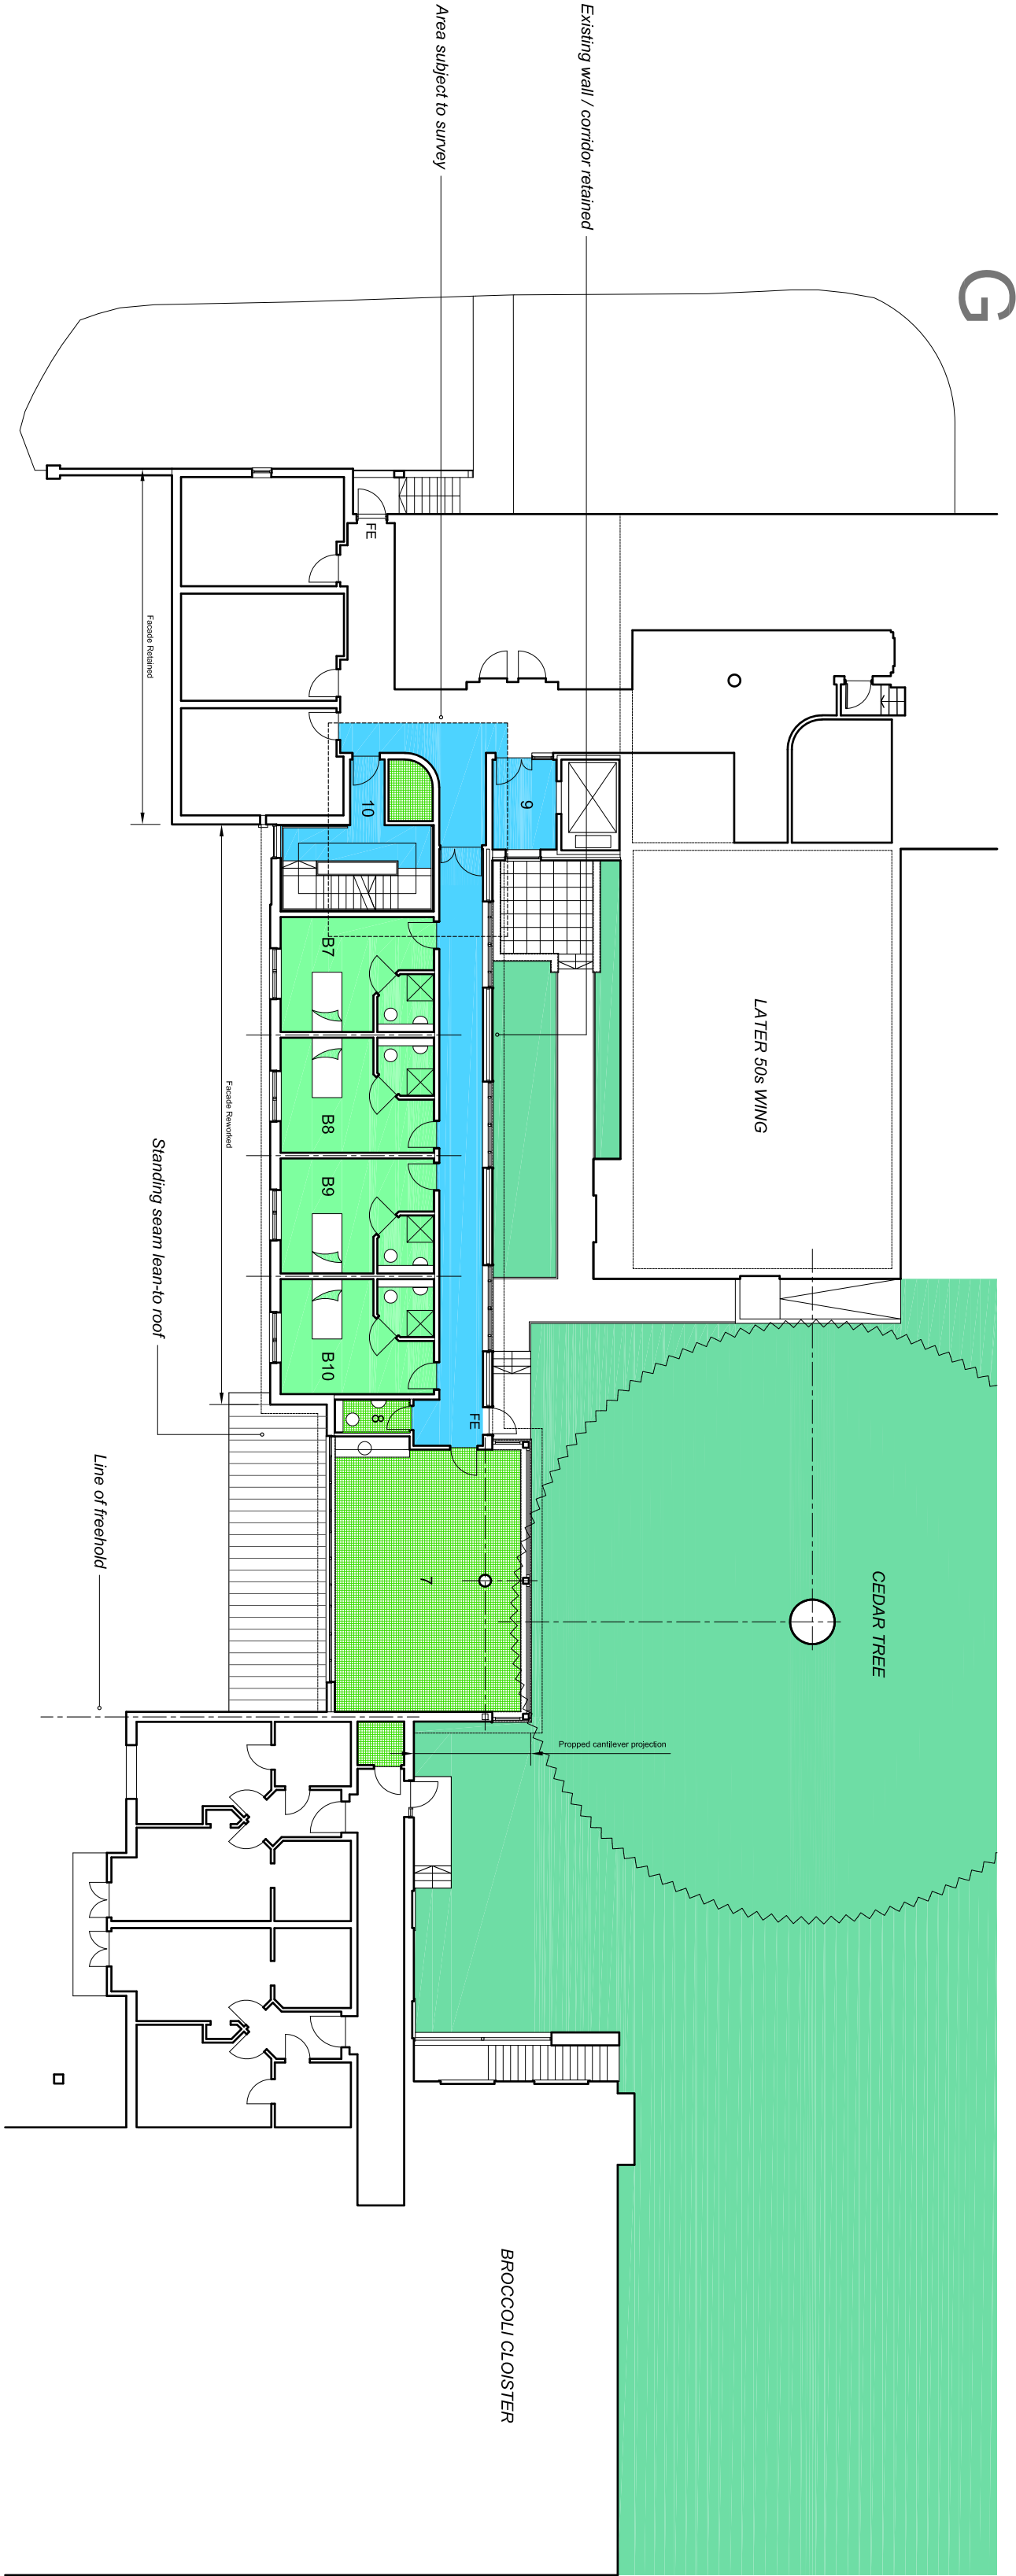 G
Existing wall / corridor retained
Area subject to survey
FE
Facade Retained
9
10
LATER 50s WING
B7
B8
B9
B10
Facade Reworked
Standing seam lean-to roof
8
FE
7
CEDAR TREE
Line of freehold
Propped cantilever projection
BROCCOLI CLOISTER